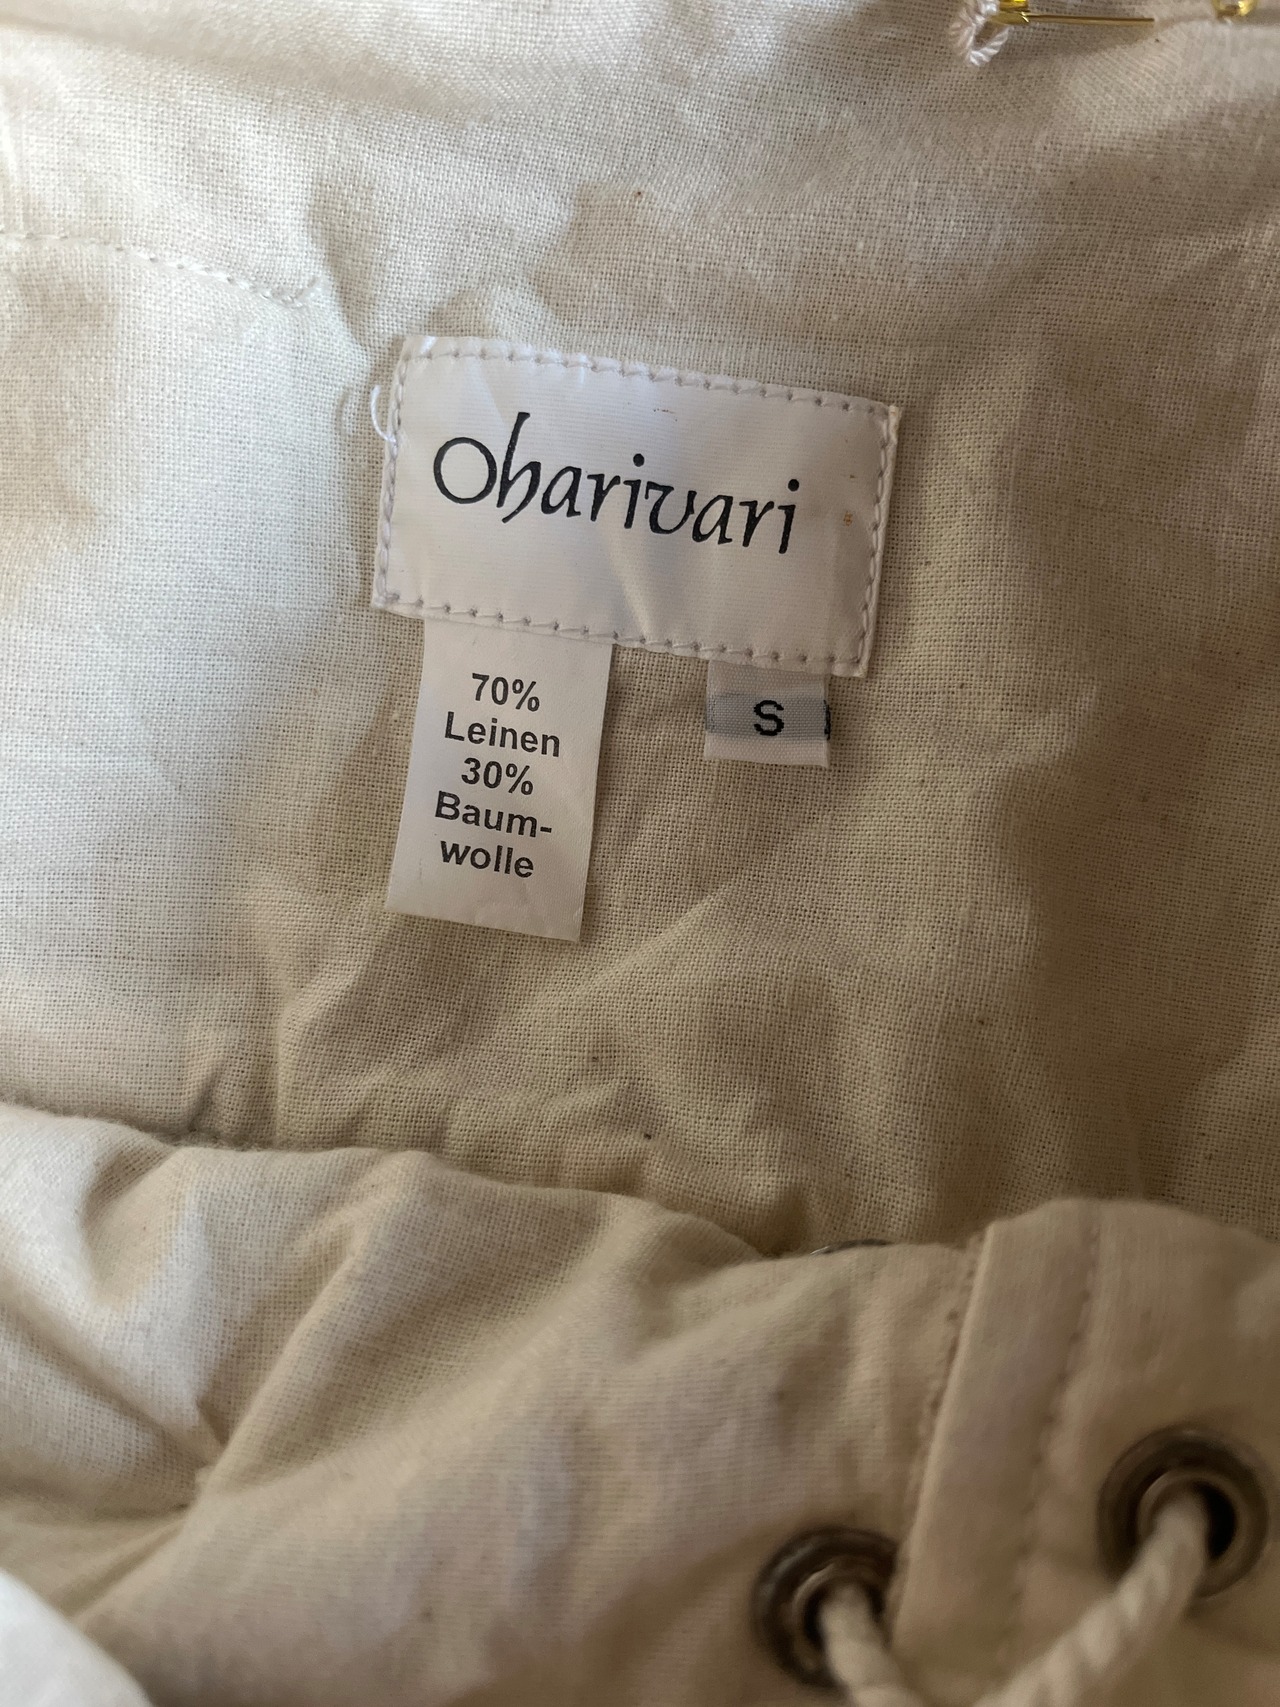 Oharivari
70%
Leinen
30%
Baum-
wolle
S